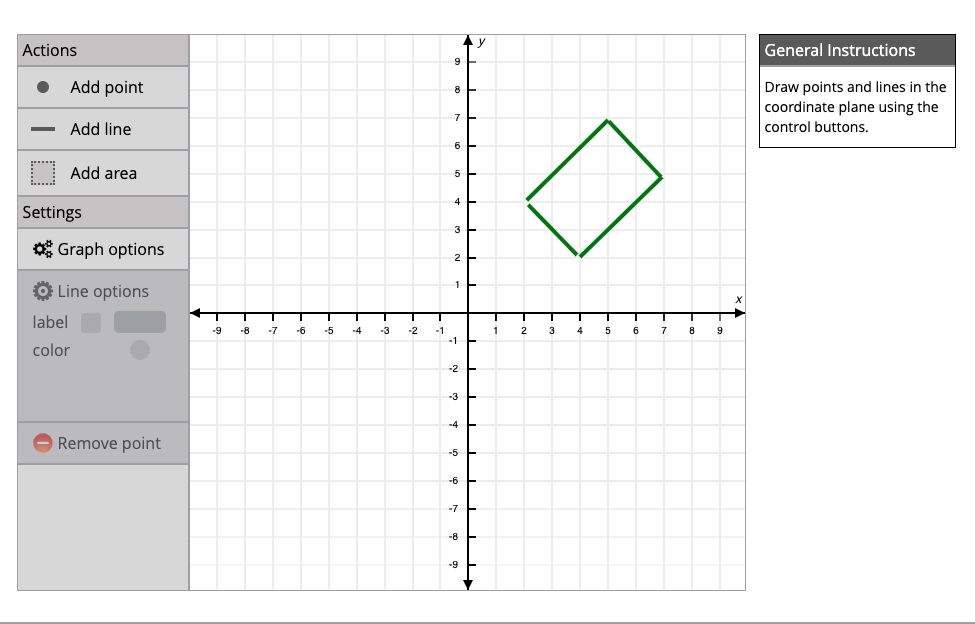 Actions
Add point
Add line
Add area
Settings
Graph options
Line options
label
color
Remove point
y
9
8
7
6
5
4
3
2
1
x
-9 -8 -7 -6 -5 -4 -3 -2 -1 1 2 3 4 5 6 7 8 9
-1
-2
-3
-4
-5
-6
-7
-8
-9
General Instructions
Draw points and lines in the
coordinate plane using the
control buttons.